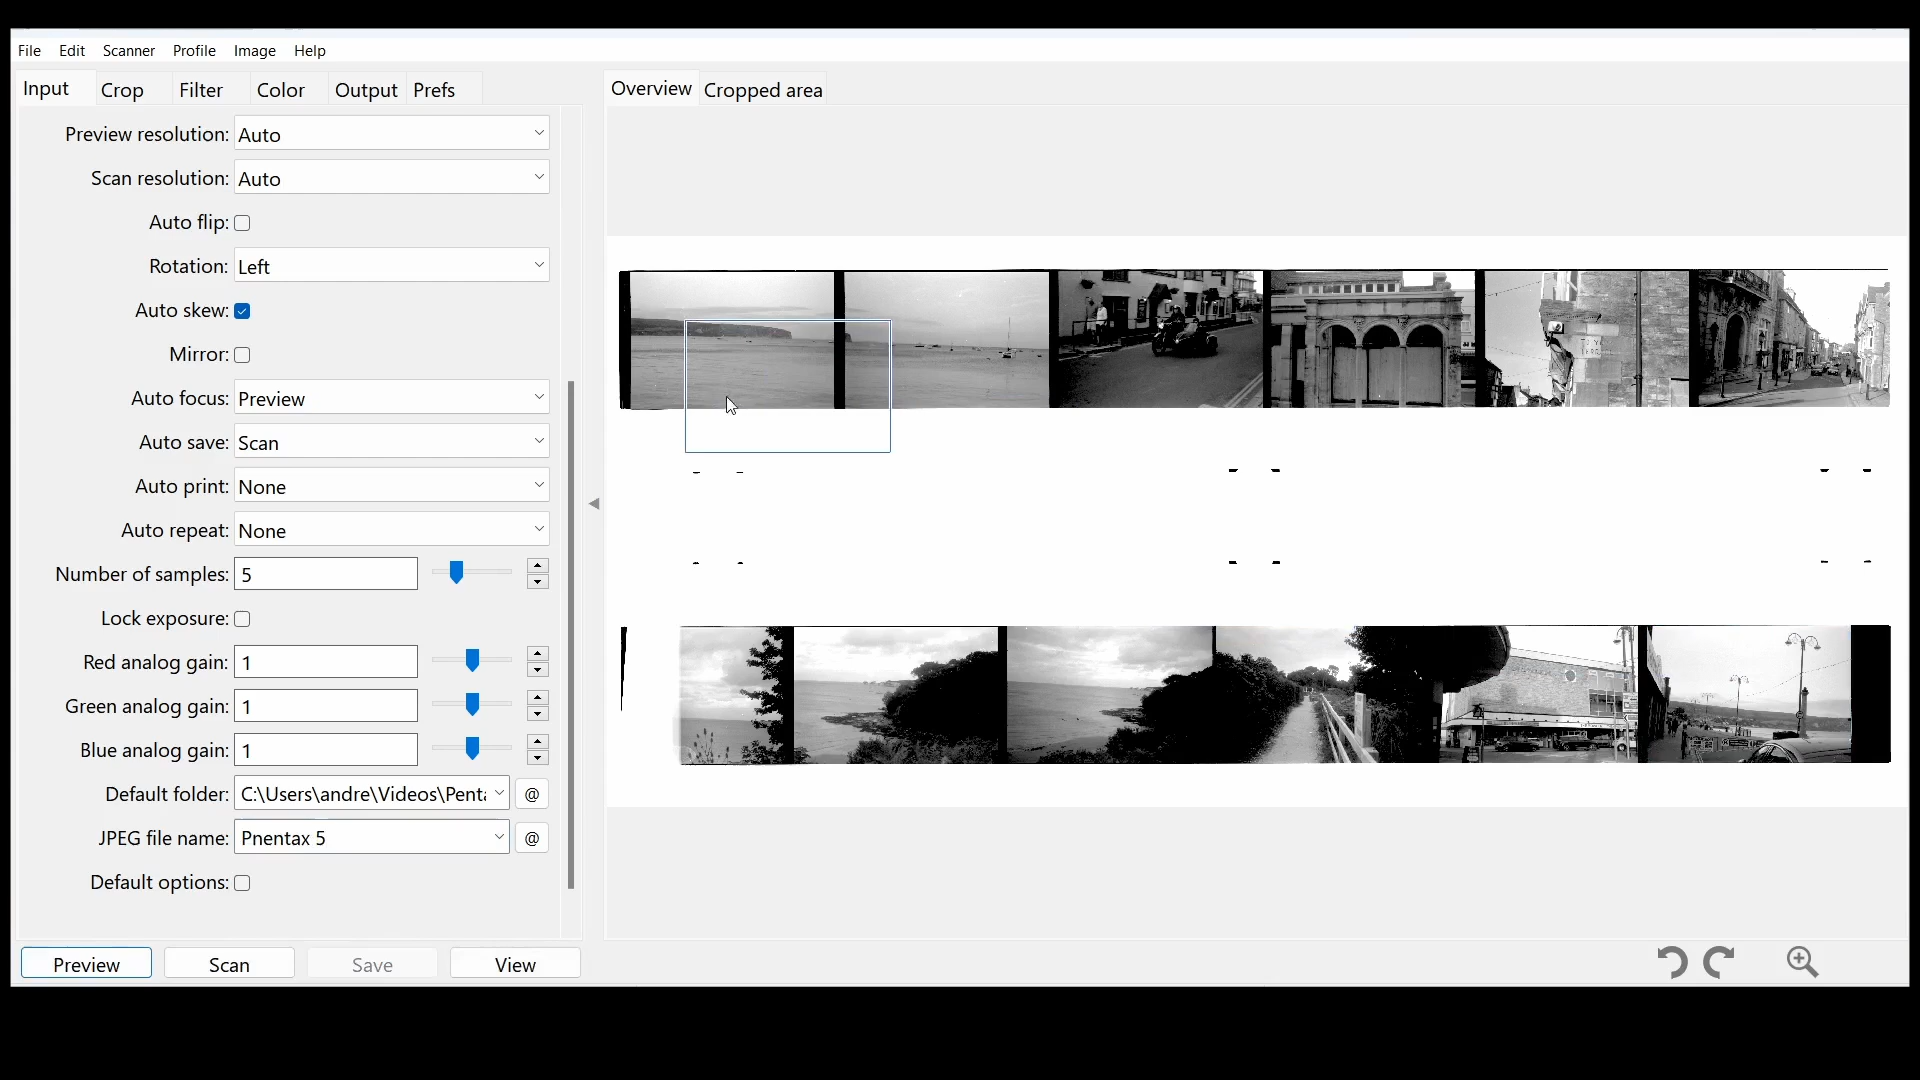 File Edit Scanner Profile Image Help
Input Crop Filter Color Output Prefs
Overview Cropped area
Preview resolution: Auto
Scan resolution: Auto
Auto flip:
Rotation: Left
Auto skew:
Mirror:
Auto focus: Preview
Auto save: Scan
Auto print: None
Auto repeat: None
Number of samples: 5
Lock exposure:
Red analog gain: 1
Green analog gain: 1
Blue analog gain: 1
Default folder: C:\Users\andre\Videos\Penta @
JPEG file name: Pnentax 5 @
Default options:
Preview Scan Save View